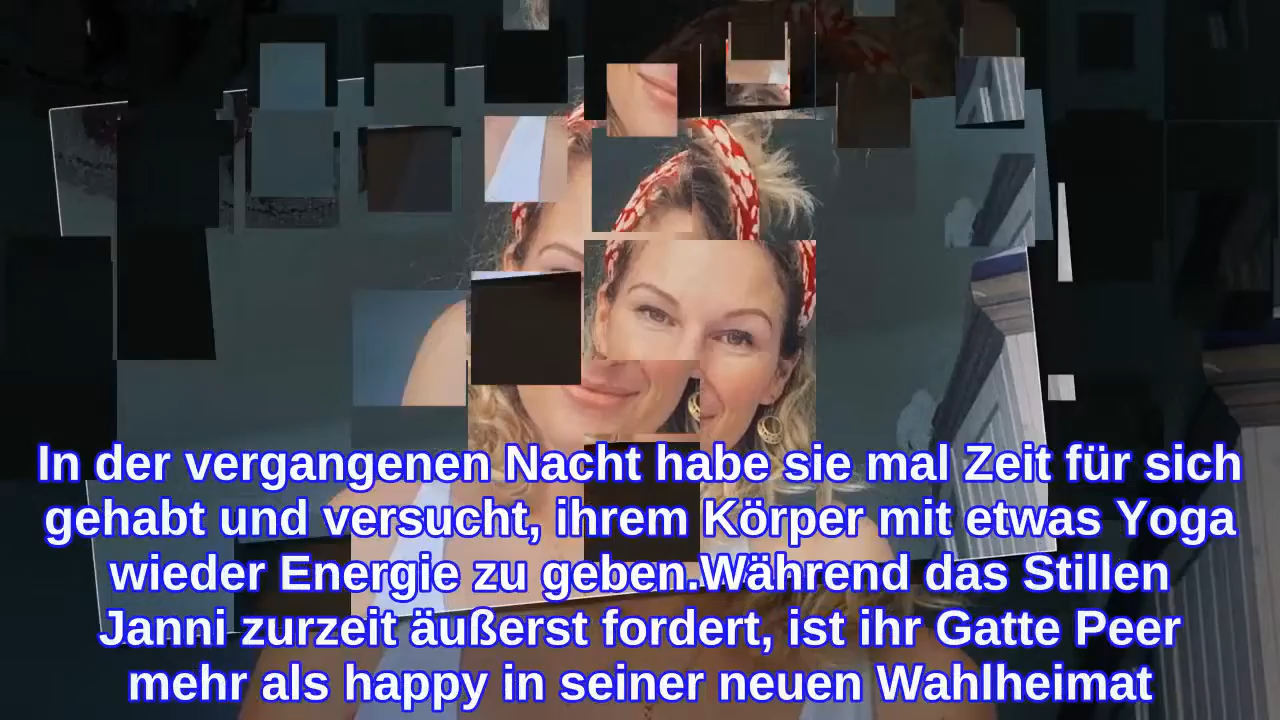 In der vergangenen Nacht habe sie mal Zeit für sich
gehabt und versucht, ihrem Körper mit etwas Yoga
wieder Energie zu geben.Während das Stillen
Janni zurzeit äußerst fordert, ist ihr Gatte Peer
mehr als happy in seiner neuen Wahlheimat